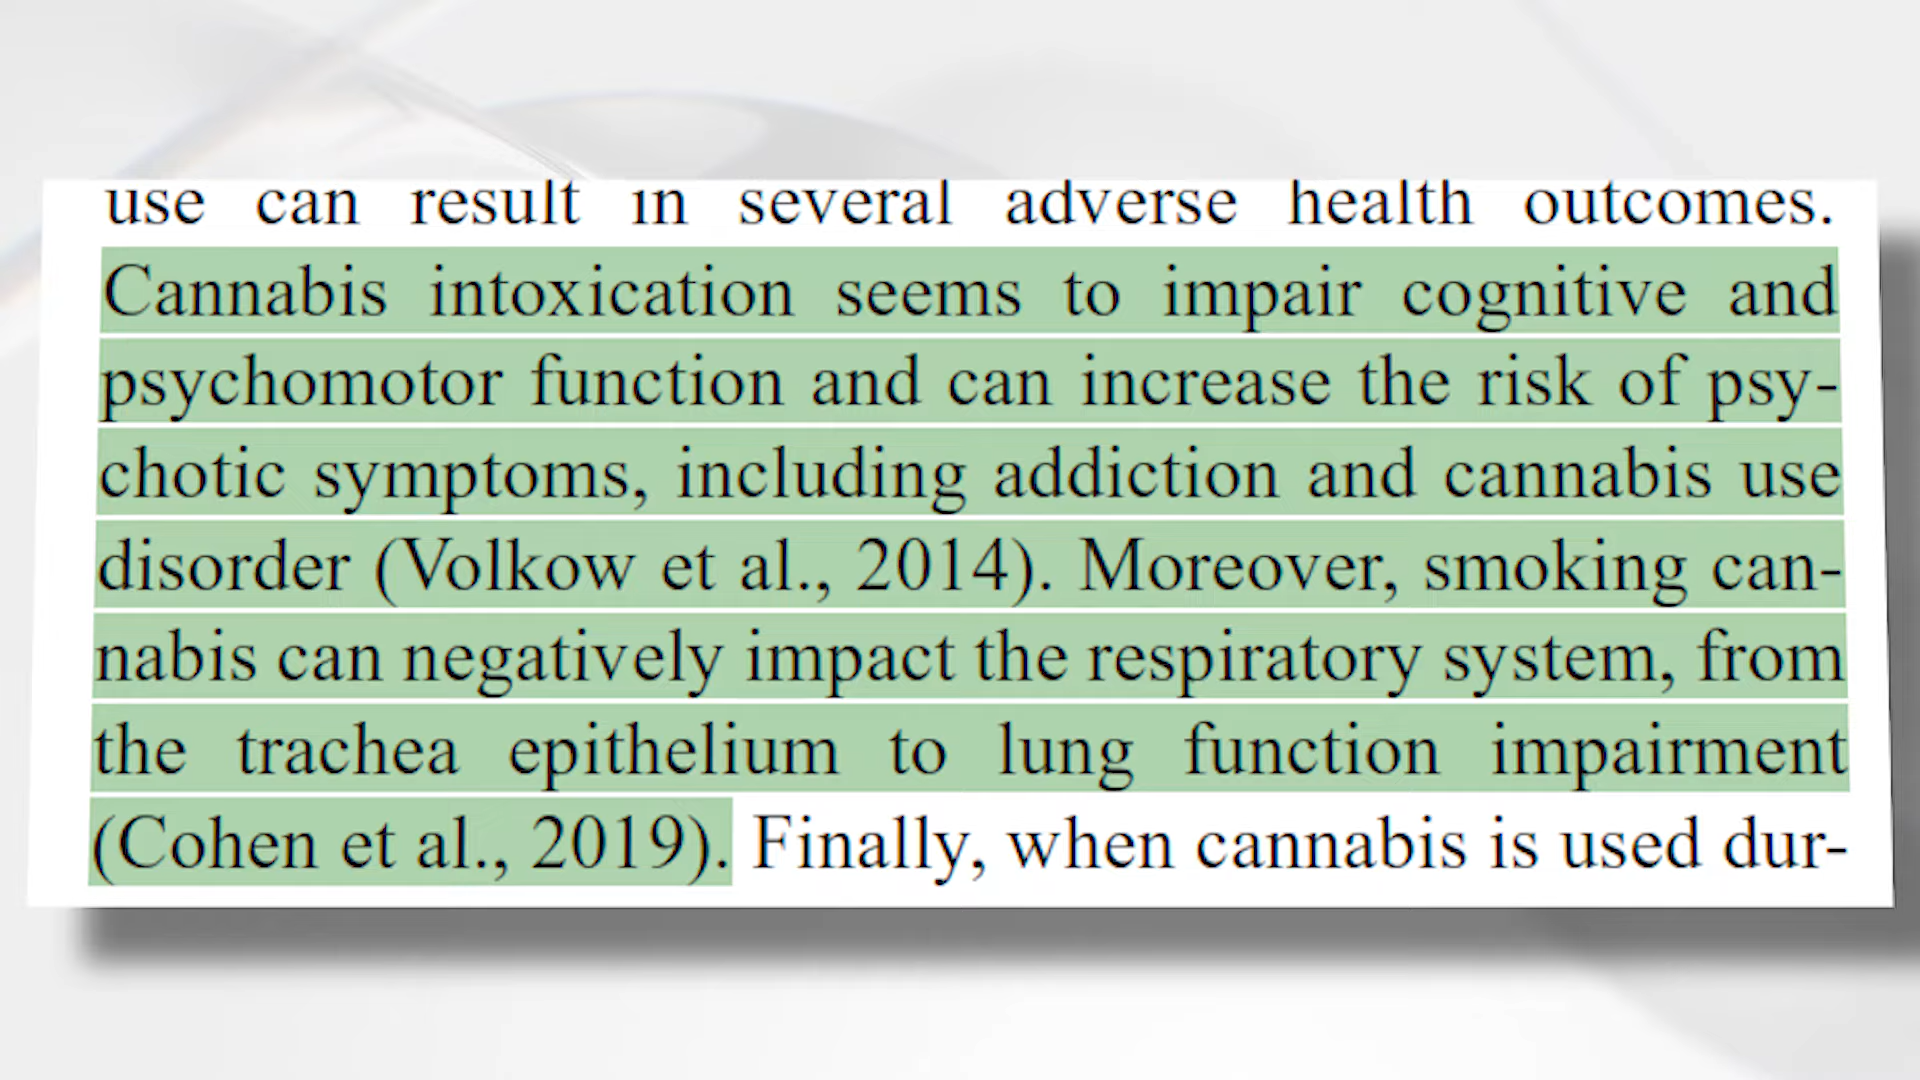 use can result in several adverse health outcomes.
Cannabis intoxication seems to impair cognitive and
psychomotor function and can increase the risk of psy-
chotic symptoms, including addiction and cannabis use
disorder (Volkow et al., 2014). Moreover, smoking can-
nabis can negatively impact the respiratory system, from
the trachea epithelium to lung function impairment
(Cohen et al., 2019). Finally, when cannabis is used dur-